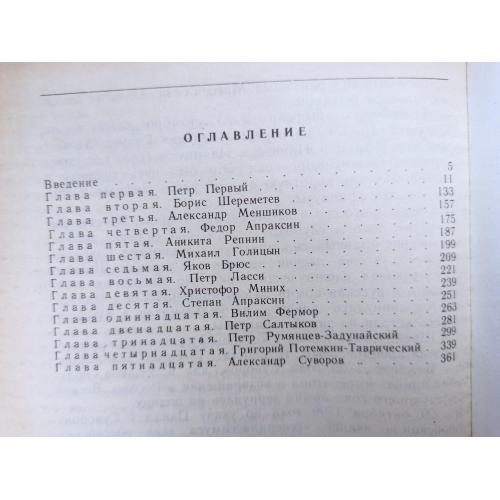 ОГЛАВЛЕНИЕ
Введение . . . . . . . . . . . . . . . 5
Глава первая. Петр Первый . . . . . . . . . 11
Глава вторая. Борис Шереметев . . . . . . . 133
Глава третья. Александр Меншиков . . . . . . 157
Глава четвертая. Федор Апраксин . . . . . . 175
Глава пятая. Аникита Репнин . . . . . . . . 187
Глава шестая. Михаил Голицын . . . . . . . 199
Глава седьмая. Яков Брюс . . . . . . . . . 209
Глава восьмая. Петр Ласси . . . . . . . . . 221
Глава девятая. Христофор Миних . . . . . . 239
Глава десятая. Степан Апраксин . . . . . . . 251
Глава одиннадцатая. Вилим Фермор . . . . . 263
Глава двенадцатая. Петр Салтыков . . . . . . 281
Глава тринадцатая. Петр Румянцев-Задунайский . 299
Глава четырнадцатая. Григорий Потемкин-Таврический 339
Глава пятнадцатая. Александр Суворов . . . . 361